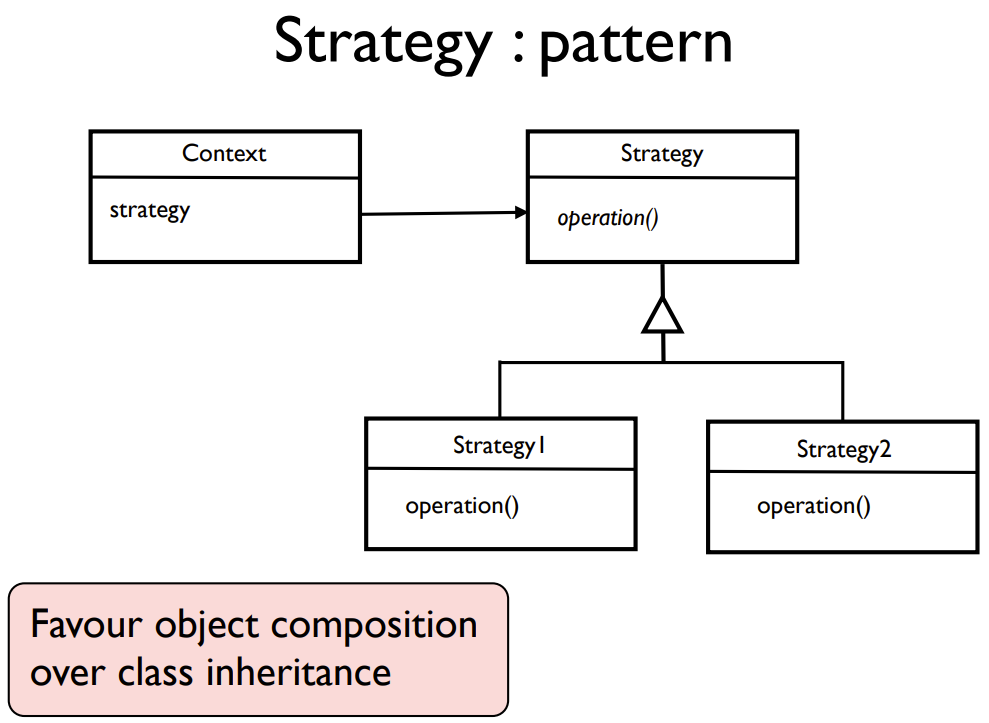 Strategy : pattern
Context
strategy
Strategy
operation()
Strategy1
operation()
Strategy2
operation()
Favour object composition
over class inheritance